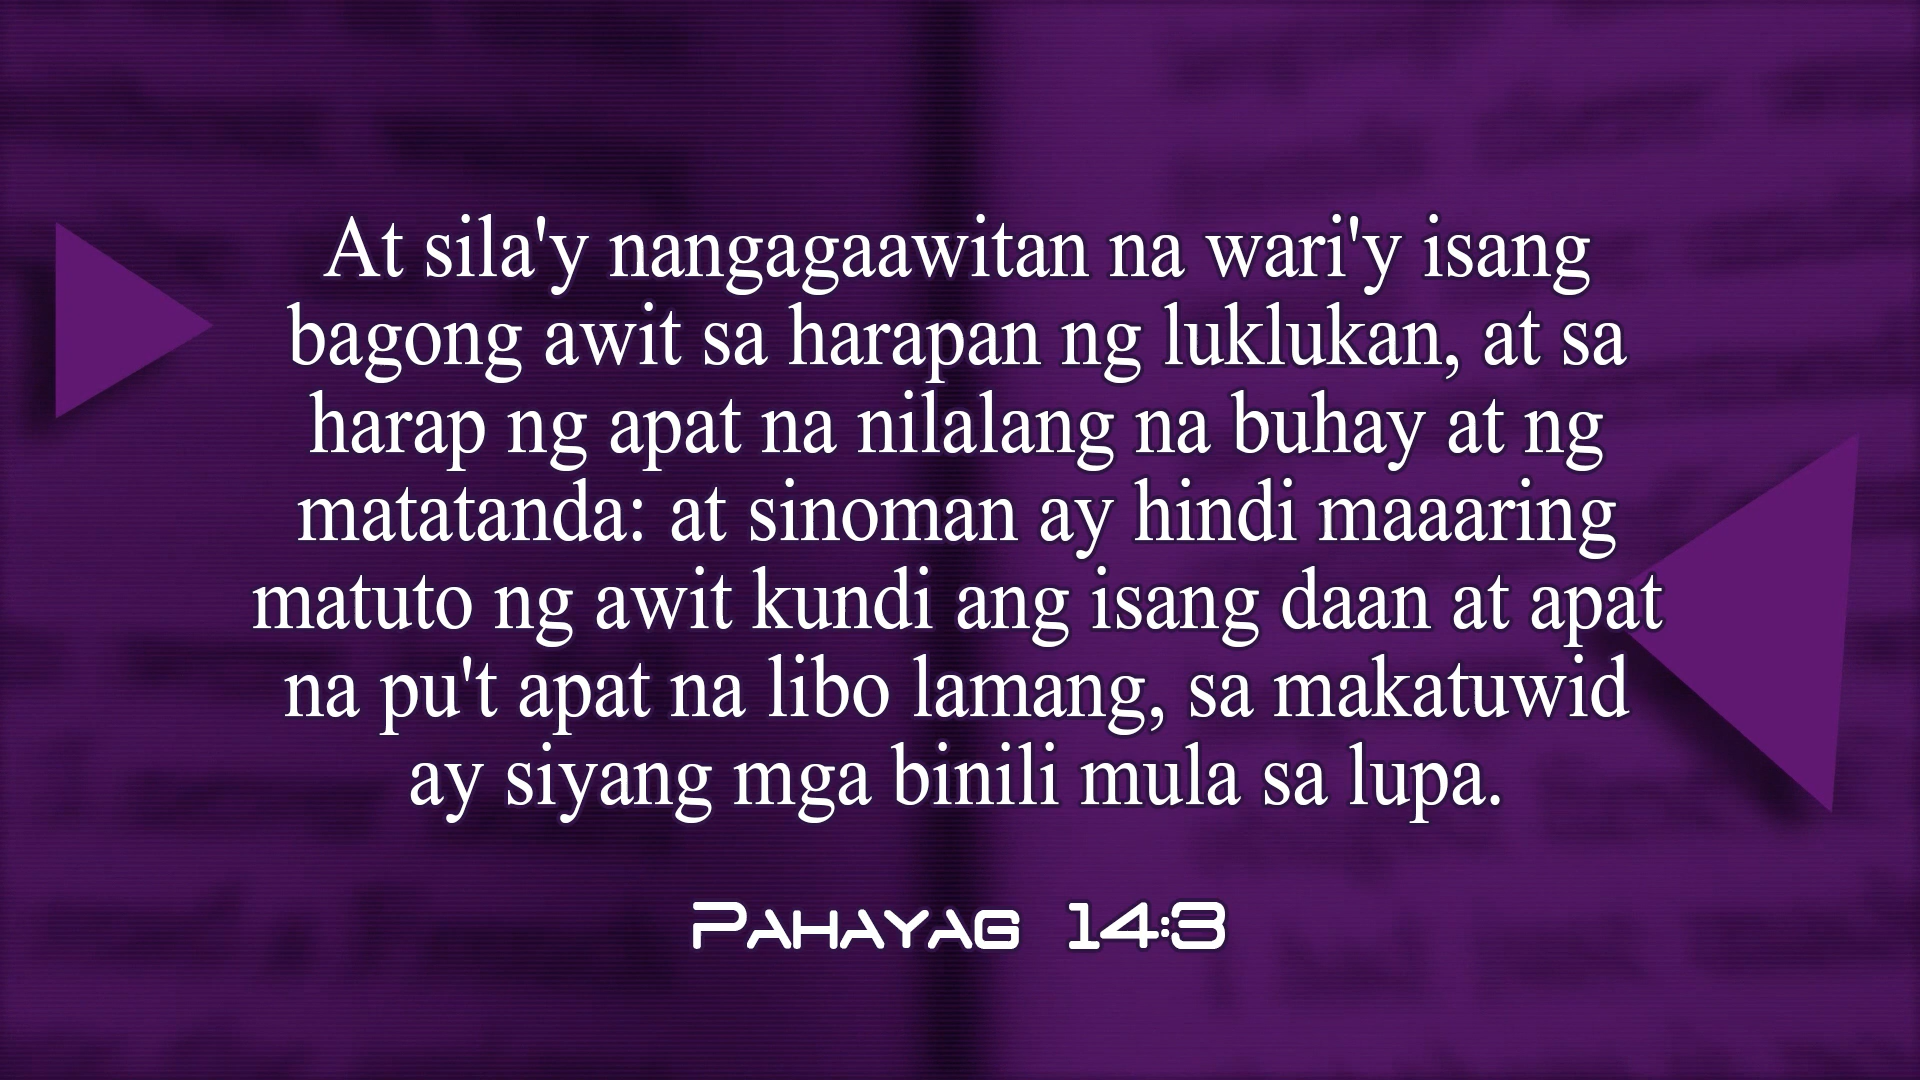 At sila'y nangagaawitan na wari'y isang
bagong awit sa harapan ng luklukan, at sa
harap ng apat na nilalang na buhay at ng
matatanda: at sinoman ay hindi maaaring
matuto ng awit kundi ang isang daan at apat
na pu't apat na libo lamang, sa makatuwid
ay siyang mga binili mula sa lupa.
Pahayag 14:3